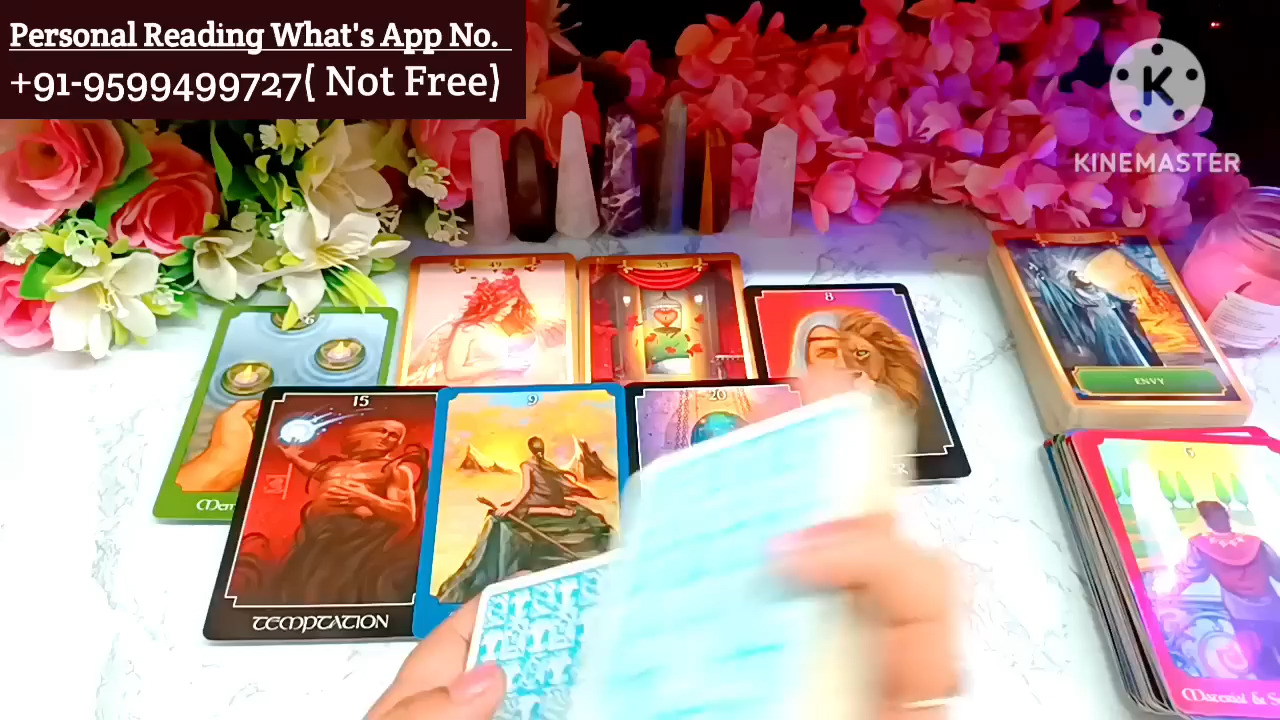 Personal Reading What's App No.
+91-9599499727( Not Free)
K
KINEMASTER
49
33
8
ENVY
15
9
20
TEMPTATION